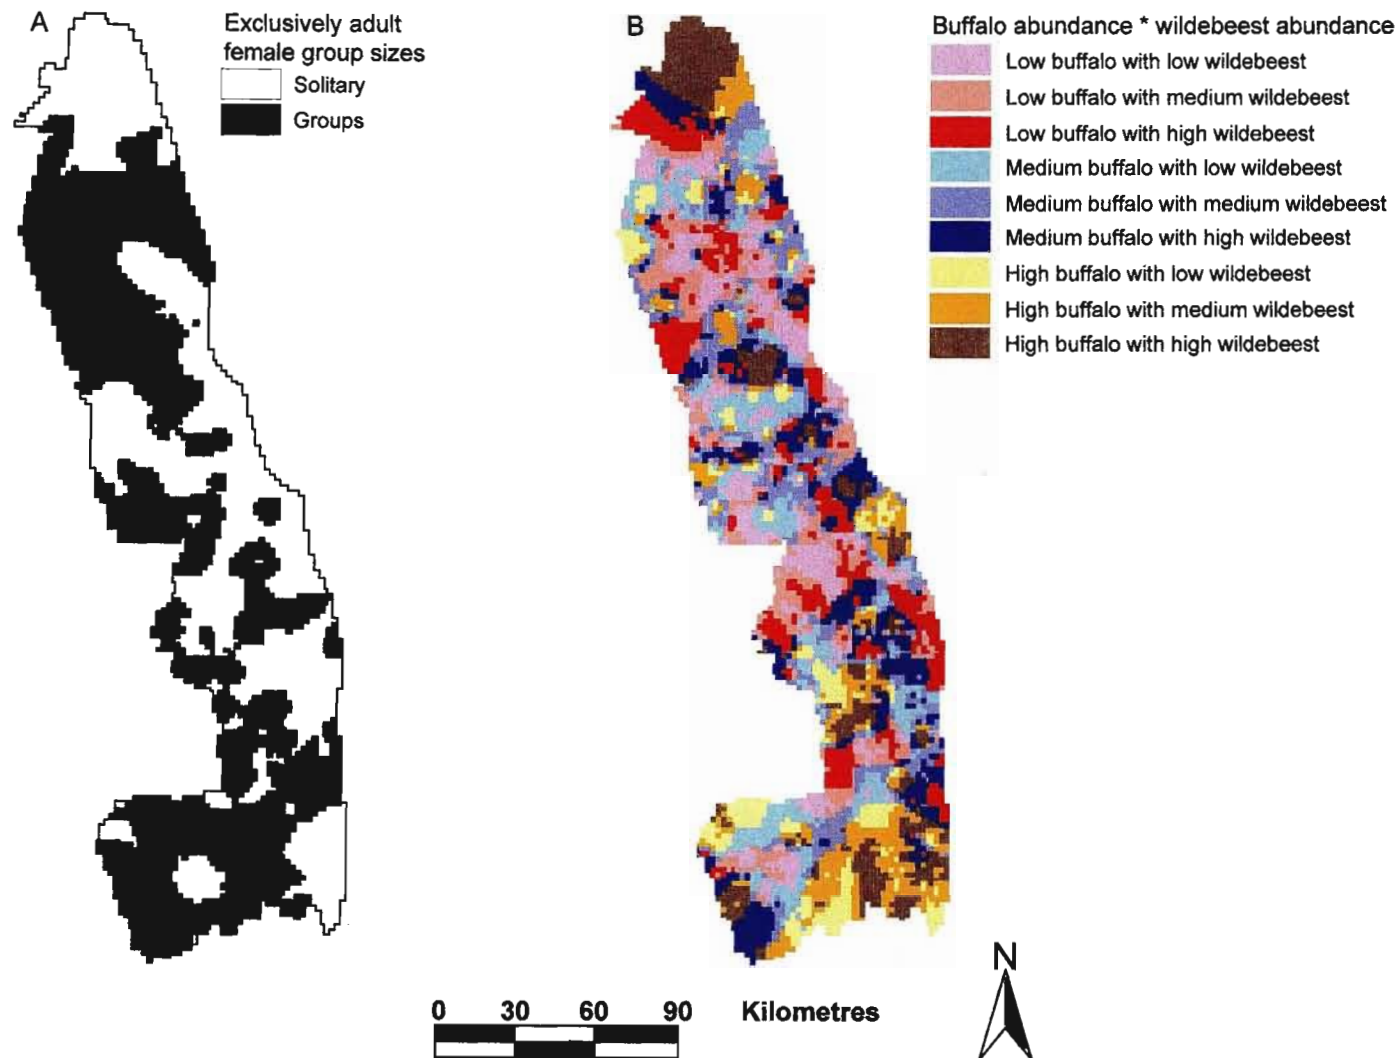 A
Exclusively adult
female group sizes
Solitary
Groups
B
Buffalo abundance * wildebeest abundance
Low buffalo with low wildebeest
Low buffalo with medium wildebeest
Low buffalo with high wildebeest
Medium buffalo with low wildebeest
Medium buffalo with medium wildebeest
Medium buffalo with high wildebeest
High buffalo with low wildebeest
High buffalo with medium wildebeest
High buffalo with high wildebeest
N
0 30 60 90 Kilometres